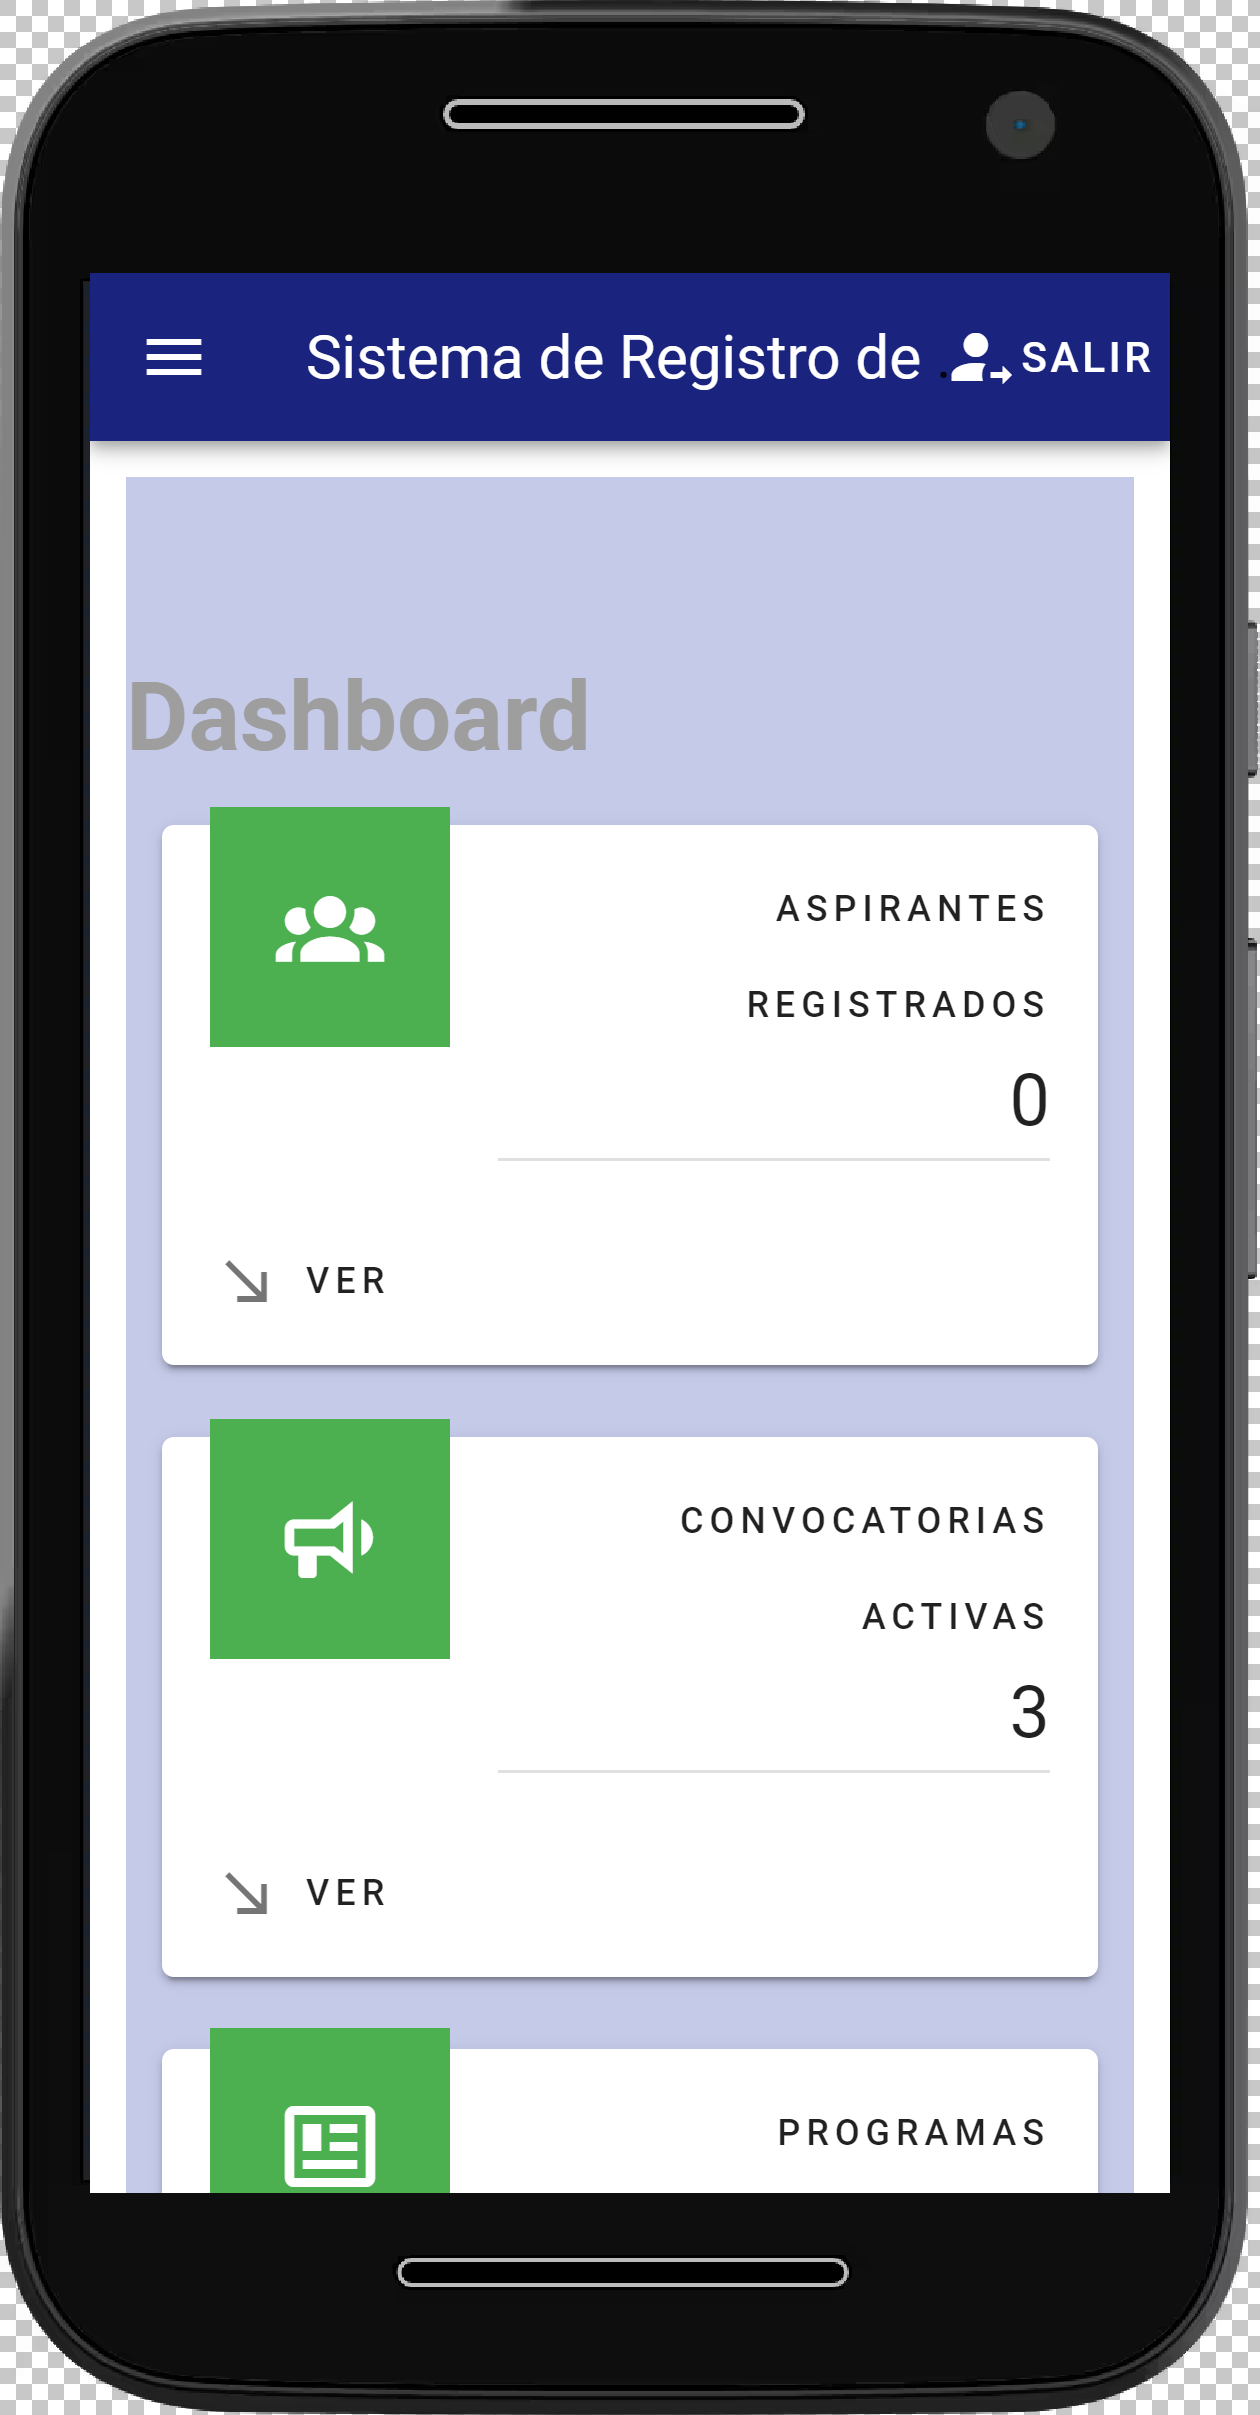 Sistema de Registro de . SALIR
Dashboard
ASPIRANTES
REGISTRADOS
0
VER
CONVOCATORIAS
ACTIVAS
3
VER
PROGRAMAS